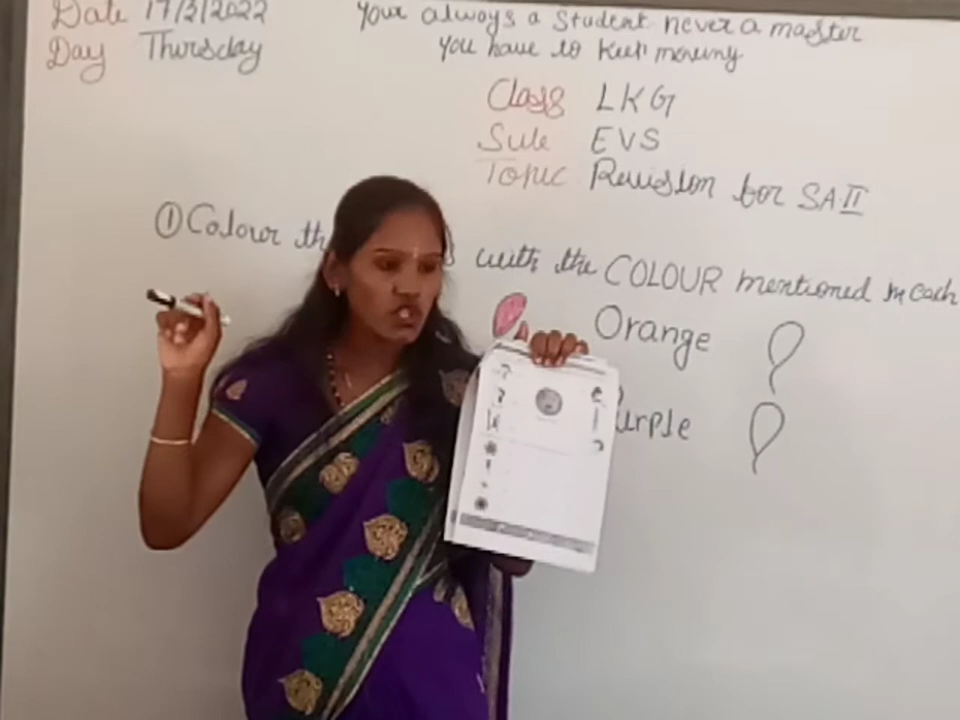 Date 17/3/2022
Day Thursday
Your always a Student never a master
you have to keep moving
Class LKG
Sub EVS
Topic Revision for SA II
① Colour th with the COLOUR mentioned in each
Orange
urple